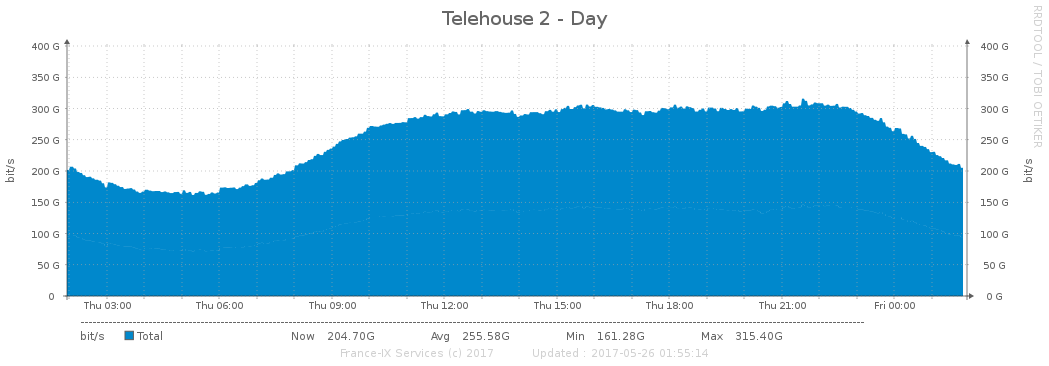 Telehouse 2 - Day
RRDTOOL / TOBI OETIKER
bit/s
400 G 400 G
350 G 350 G
300 G 300 G
250 G 250 G
200 G 200 G
150 G 150 G
100 G 100 G
50 G 50 G
0 0 G
bit/s
Thu 03:00 Thu 06:00 Thu 09:00 Thu 12:00 Thu 15:00 Thu 18:00 Thu 21:00 Fri 00:00
bit/s Total Now 204.70G Avg 255.58G Min 161.28G Max 315.40G
France-IX Services (c) 2017 Updated : 2017-05-26 01:55:14